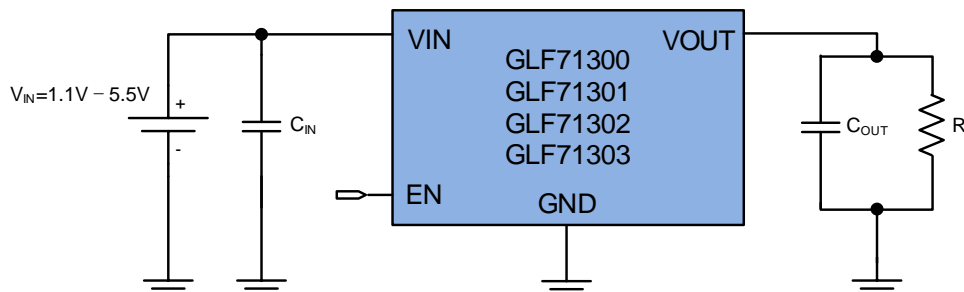 VIN
VOUT
GLF71300
GLF71301
GLF71302
GLF71303
VIN=1.1V – 5.5V
+
-
CIN
COUT
R
EN
GND